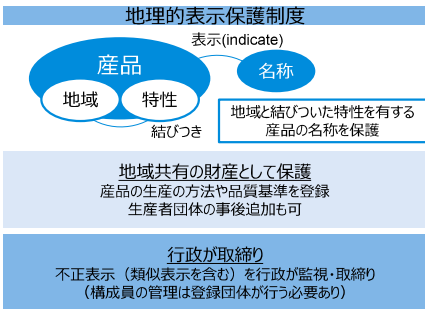 地理的表示保護制度
表示(indicate)
産品
名称
地域
特性
結びつき
地域と結びついた特性を有する
産品の名称を保護
地域共有の財産として保護
産品の生産の方法や品質基準を登録
生産者団体の事後追加も可
行政が取締り
不正表示（類似表示を含む）を行政が監視・取締り
（構成員の管理は登録団体が行う必要あり）